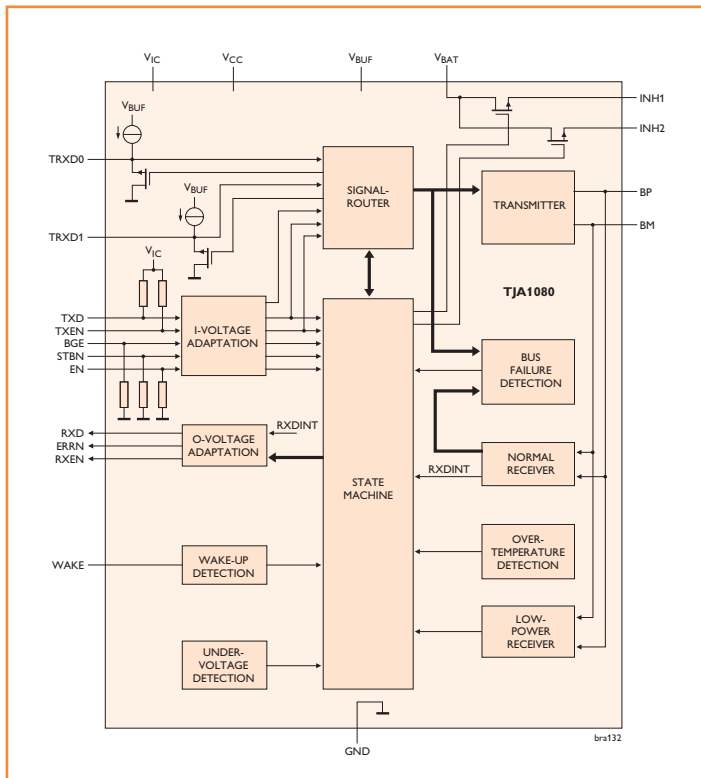 VIC
VCC
VBUF
VBAT
VBUF
INH1
INH2
TRXD0
SIGNAL-
ROUTER
VBUF
TRANSMITTER
BP
BM
TRXD1
VIC
TJA1080
TXD
TXEN
BGE
STBN
EN
I-VOLTAGE
ADAPTATION
BUS
FAILURE
DETECTION
RXD
ERRN
RXEN
O-VOLTAGE
ADAPTATION
RXDINT
STATE
MACHINE
RXDINT
NORMAL
RECEIVER
WAKE
WAKE-UP
DETECTION
OVER-
TEMPERATURE
DETECTION
UNDER-
VOLTAGE
DETECTION
LOW-
POWER
RECEIVER
GND
bra132